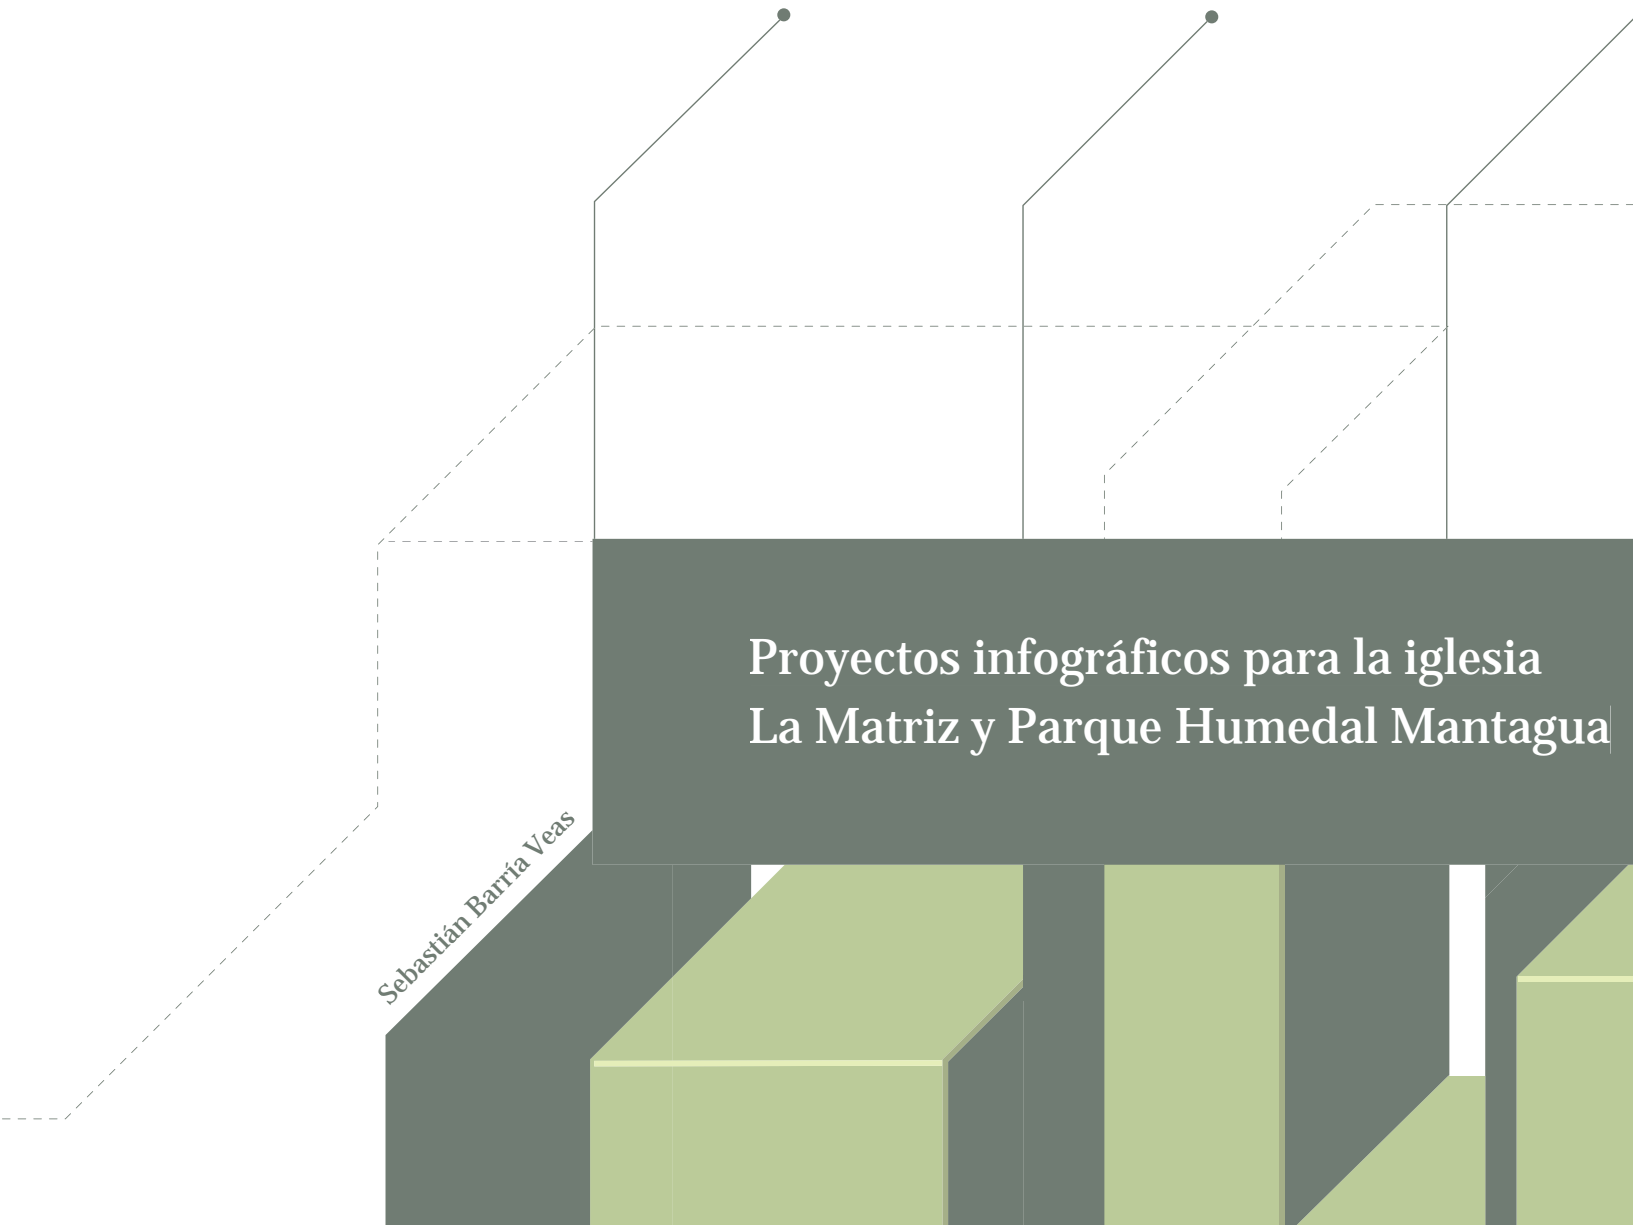 Proyectos infográficos para la iglesia
La Matriz y Parque Humedal Mantagua
Sebastián Barría Veas